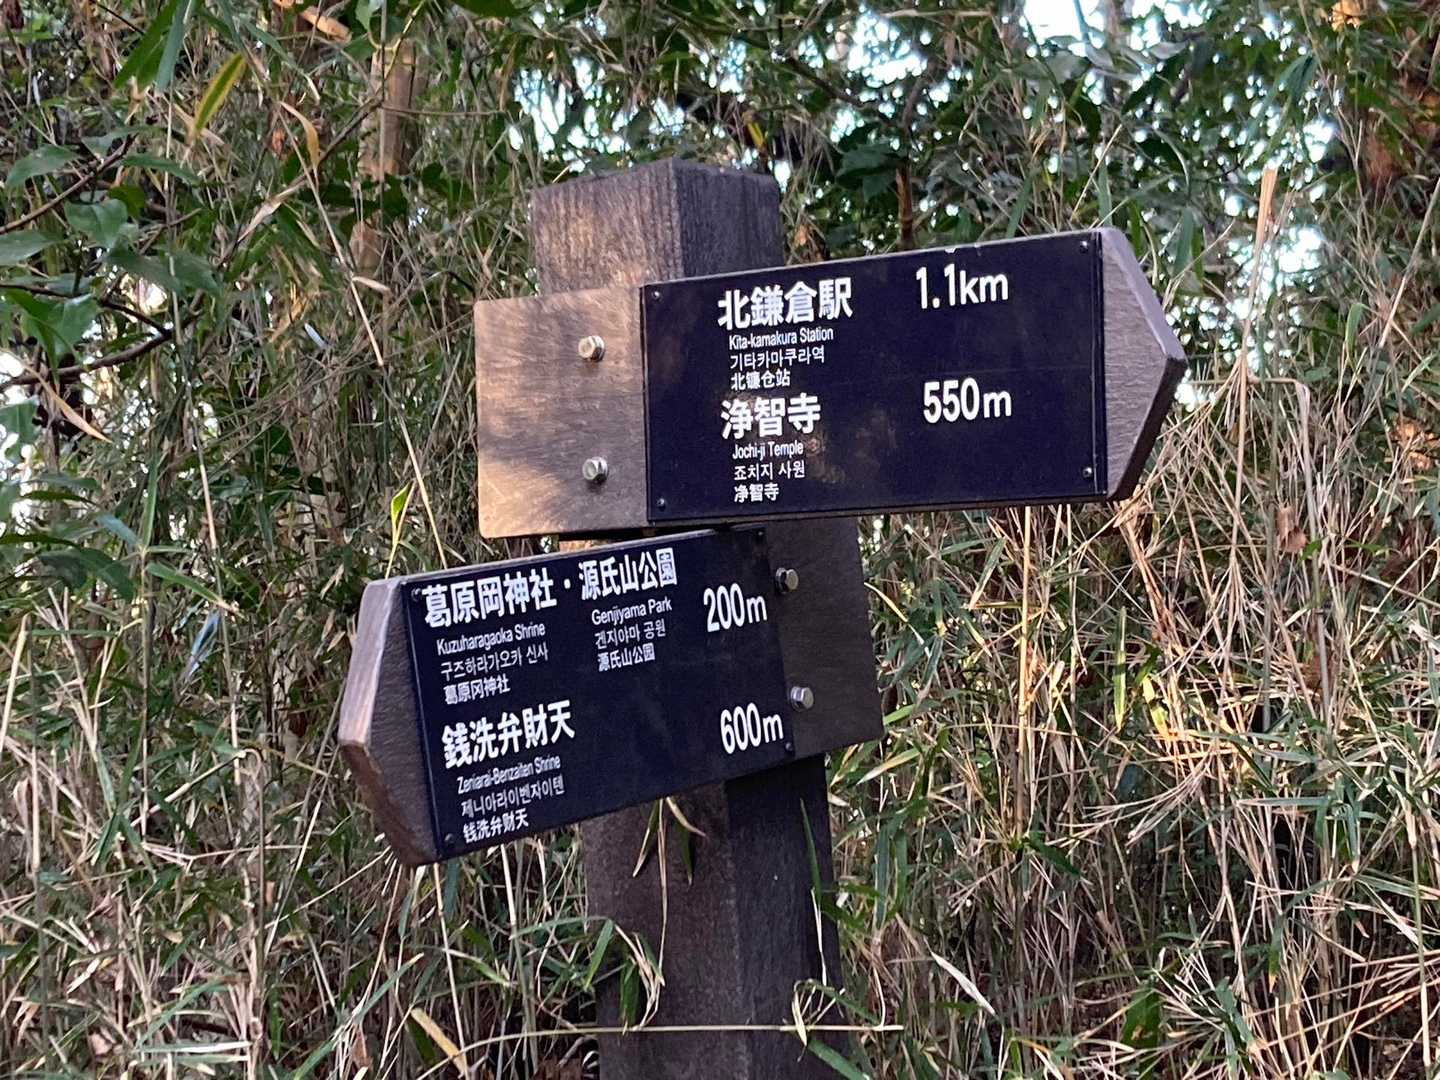 北鎌倉駅 1.1km
Kita-kamakura Station
기타카마쿠라역
北镰仓站
浄智寺 550m
Jochi-ji Temple
죠치지 사원
净智寺
葛原岡神社・源氏山公園 200m
Kuzuharagaoka Shrine Genjiyama Park
구즈하라가오카 신사 겐지야마 공원
葛原冈神社 源氏山公园
銭洗弁財天 600m
Zeniarai-Benzaiten Shrine
제니아라이벤자이텐
钱洗弁财天